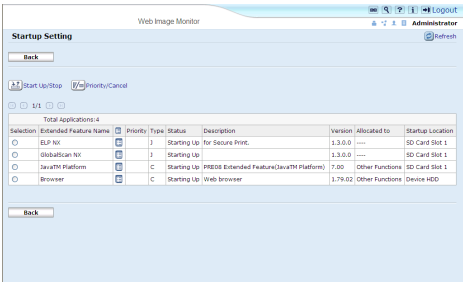 Logout
Web Image Monitor
Administrator
Startup Setting
Refresh
Back
Start Up/Stop Priority/Cancel
1/1
Total Applications:4
Selection Extended Feature Name Priority Type Status Description Version Allocated to Startup Location
ELP NX J Starting Up for Secure Print. 1.3.0.0 ---- SD Card Slot 1
GlobalScan NX J Starting Up 1.3.0.0 ---- SD Card Slot 1
JavaTM Platform C Starting Up PRE08 Extended Feature(JavaTM Platform) 7.00 Other Functions SD Card Slot 1
Browser C Starting Up Web browser 1.79.02 Other Functions Device HDD
Back